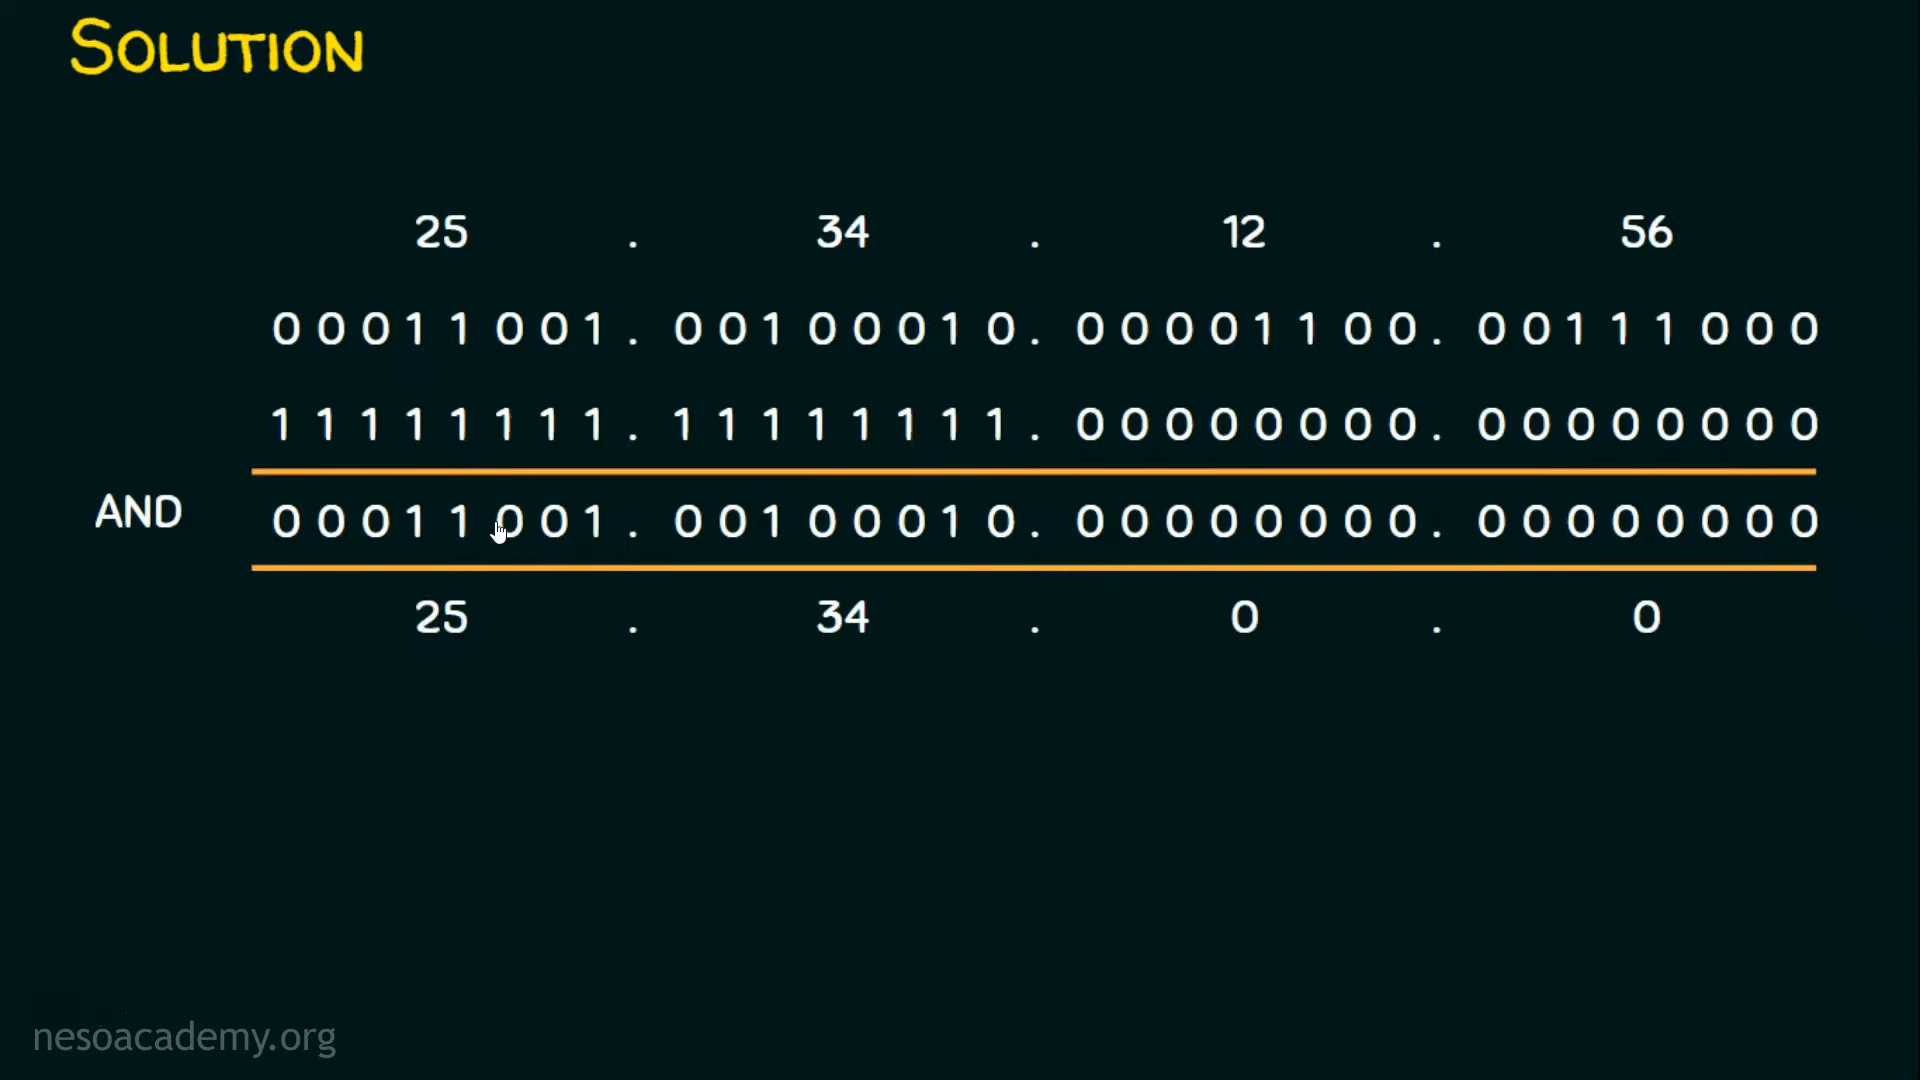 SOLUTION
25 . 34 . 12 . 56
0 0 0 1 1 0 0 1 . 0 0 1 0 0 0 1 0 . 0 0 0 0 1 1 0 0 . 0 0 1 1 1 0 0 0
1 1 1 1 1 1 1 1 . 1 1 1 1 1 1 1 1 . 0 0 0 0 0 0 0 0 . 0 0 0 0 0 0 0 0
AND 0 0 0 1 1 0 0 1 . 0 0 1 0 0 0 1 0 . 0 0 0 0 0 0 0 0 . 0 0 0 0 0 0 0 0
25 . 34 . 0 . 0
nesoacademy.org